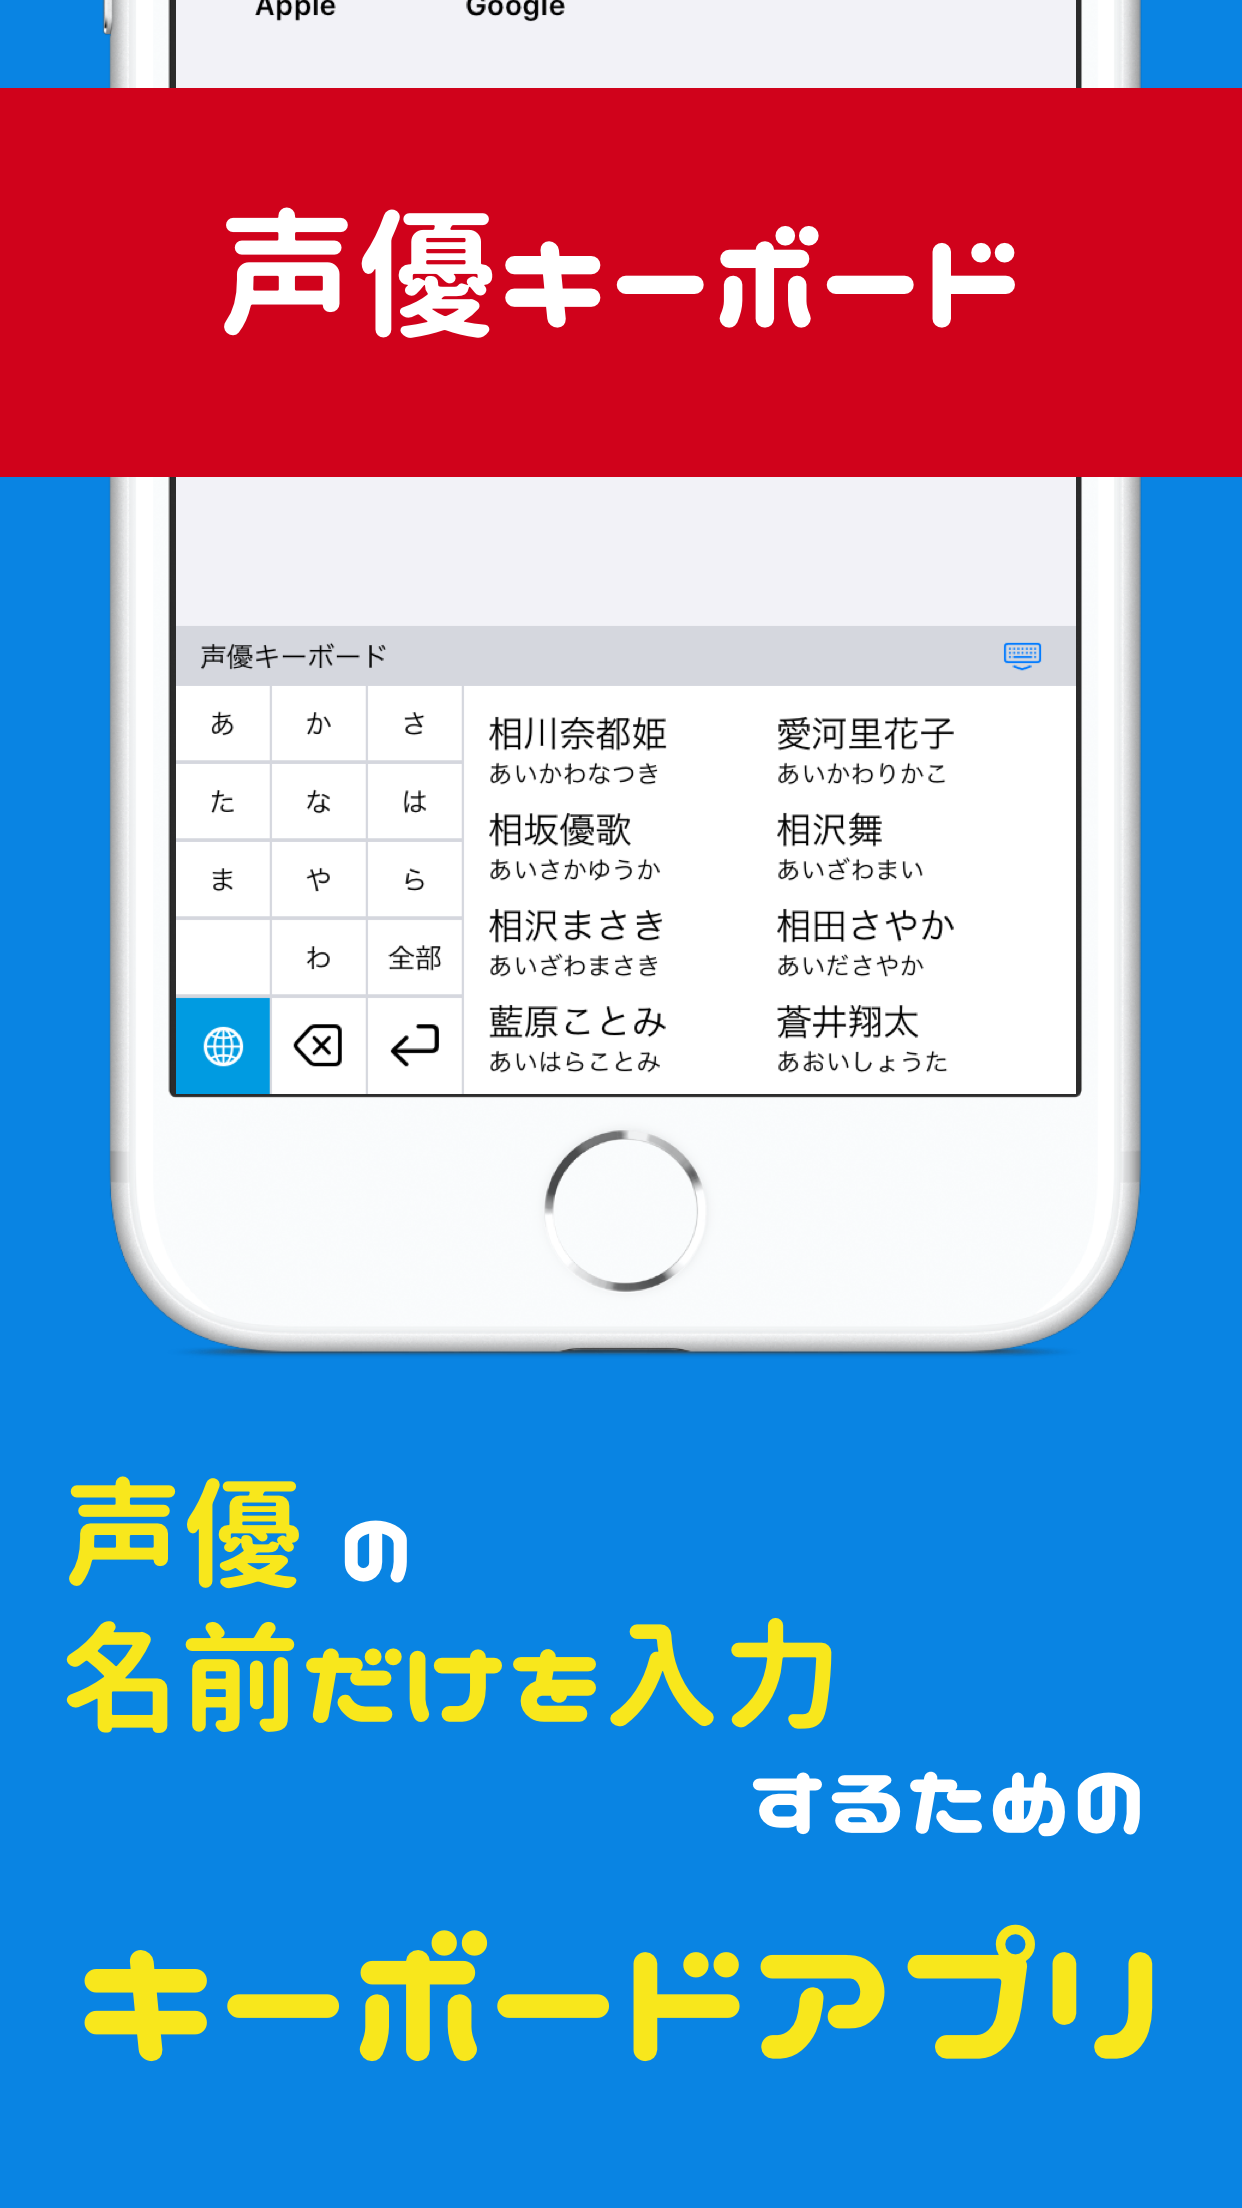 Apple Google
声優キーボード
声優キーボード
あ か さ
た な は
ま や ら
わ 全部
相川奈都姫 愛河里花子
あいかわなつき あいかわりかこ
相坂優歌 相沢舞
あいさかゆうか あいざわまい
相沢まさき 相田さやか
あいざわまさき あいださやか
藍原ことみ 蒼井翔太
あいはらことみ あおいしょうた
声優の
名前だけを入力
するための
キーボードアプリ